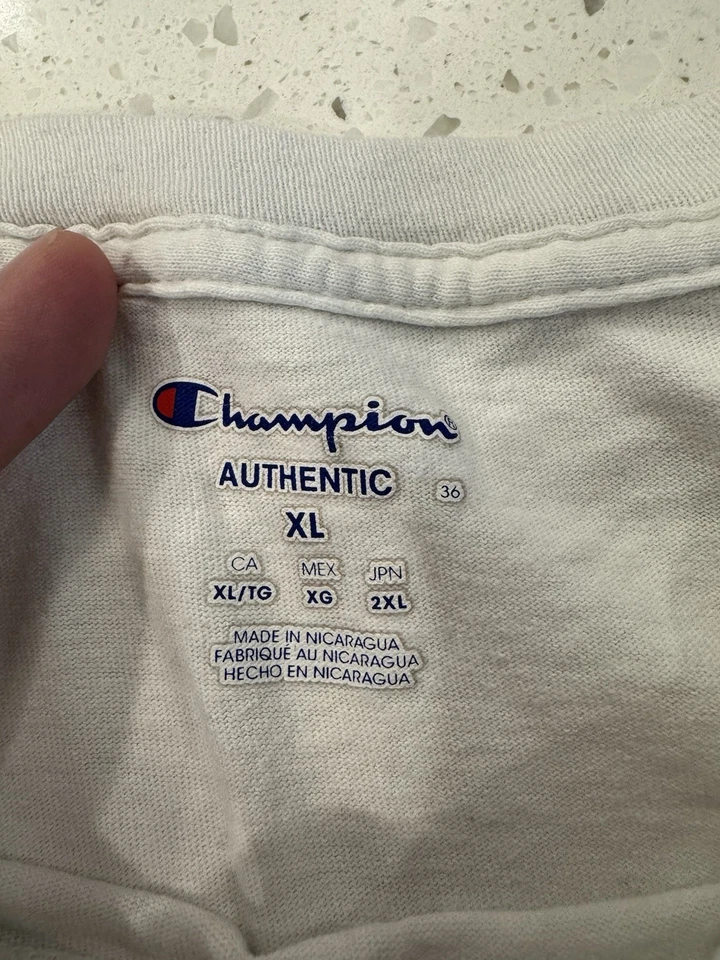 Champion®
AUTHENTIC 36
XL
CA MEX JPN
XL/TG XG 2XL
MADE IN NICARAGUA
FABRIQUÉ AU NICARAGUA
HECHO EN NICARAGUA